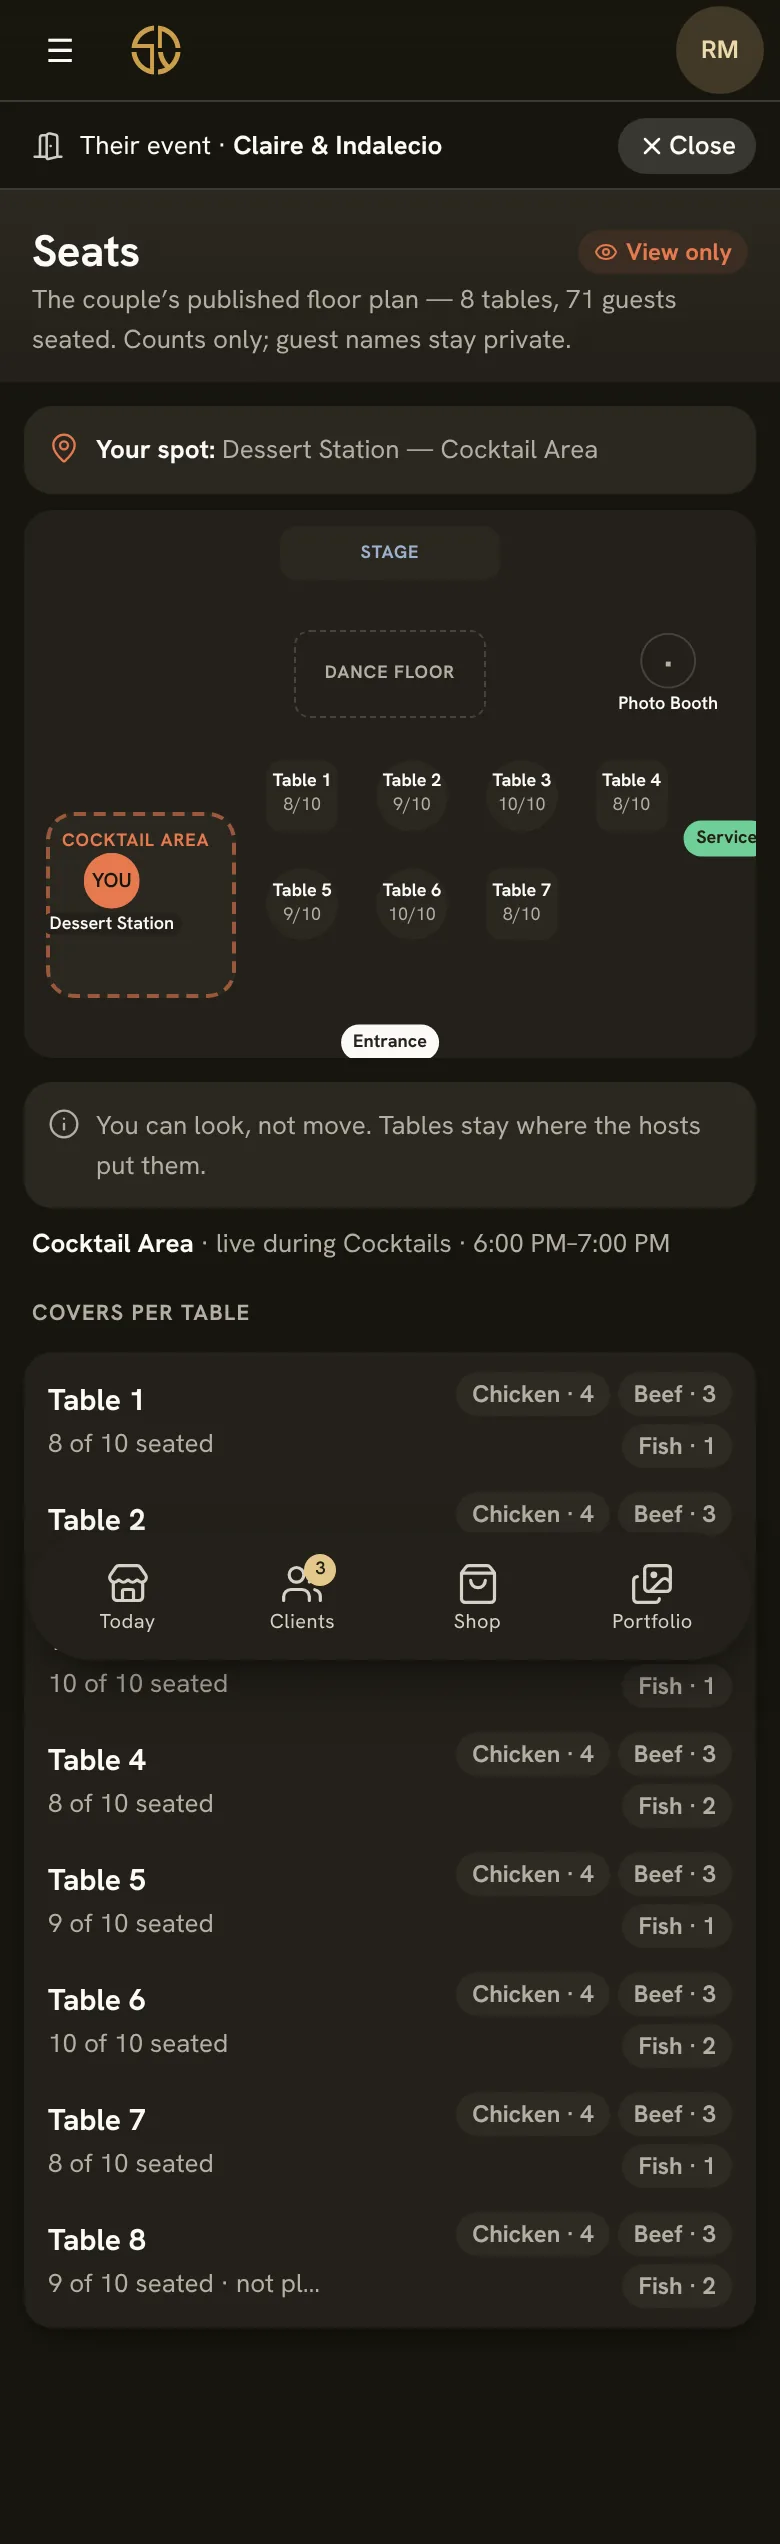 RM
Their event · Claire & Indalecio
Close
Seats
View only
The couple’s published floor plan — 8 tables, 71 guests
seated. Counts only; guest names stay private.
Your spot: Dessert Station — Cocktail Area
STAGE
DANCE FLOOR
Photo Booth
Table 1
8/10
Table 2
9/10
Table 3
10/10
Table 4
8/10
Service
COCKTAIL AREA
YOU
Dessert Station
Table 5
9/10
Table 6
10/10
Table 7
8/10
Entrance
You can look, not move. Tables stay where the hosts
put them.
Cocktail Area · live during Cocktails · 6:00 PM–7:00 PM
COVERS PER TABLE
Table 1
Chicken · 4
Beef · 3
8 of 10 seated
Fish · 1
Table 2
Chicken · 4
Beef · 3
3
Today
Clients
Shop
Portfolio
10 of 10 seated
Fish · 1
Table 4
Chicken · 4
Beef · 3
8 of 10 seated
Fish · 2
Table 5
Chicken · 4
Beef · 3
9 of 10 seated
Fish · 1
Table 6
Chicken · 4
Beef · 3
10 of 10 seated
Fish · 2
Table 7
Chicken · 4
Beef · 3
8 of 10 seated
Fish · 1
Table 8
Chicken · 4
Beef · 3
9 of 10 seated · not pl...
Fish · 2